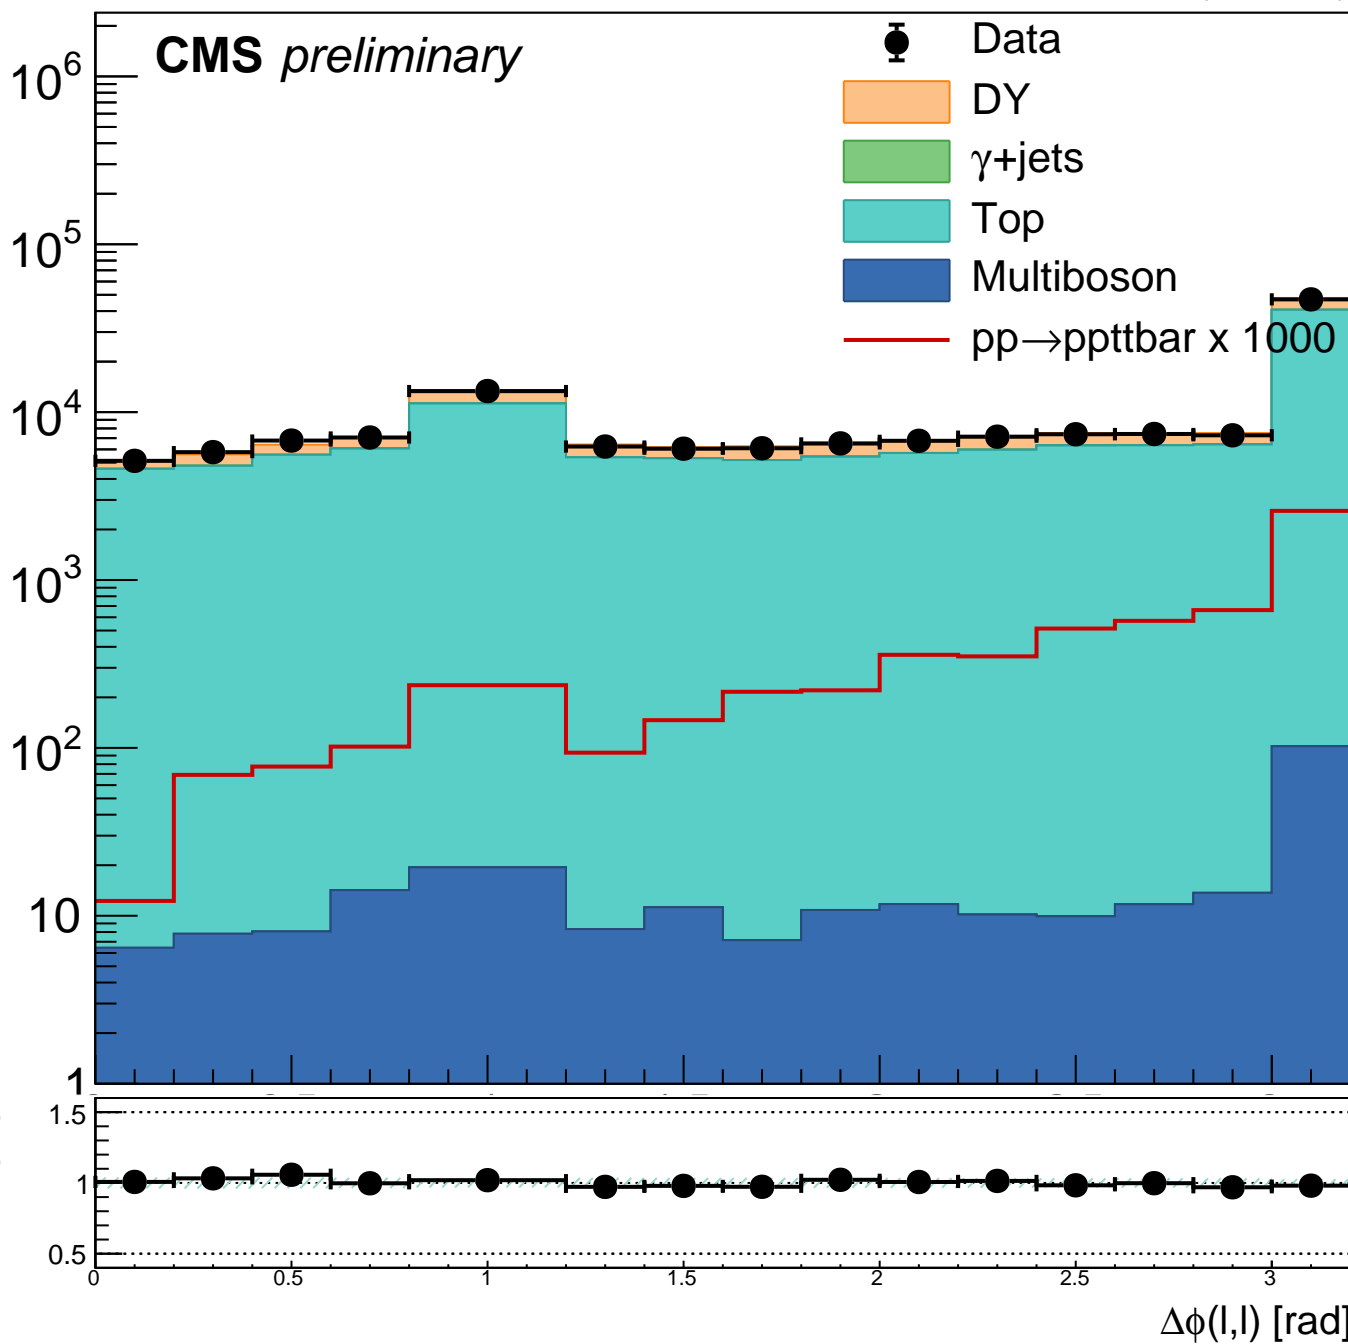 CMS preliminary
Data
DY
γ+jets
Top
Multiboson
pp→ppttbar x 1000
10^6
10^5
10^4
10^3
10^2
10
1
1.5
1
0.5
0 0.5 1 1.5 2 2.5 3
Δϕ(l,l) [rad]